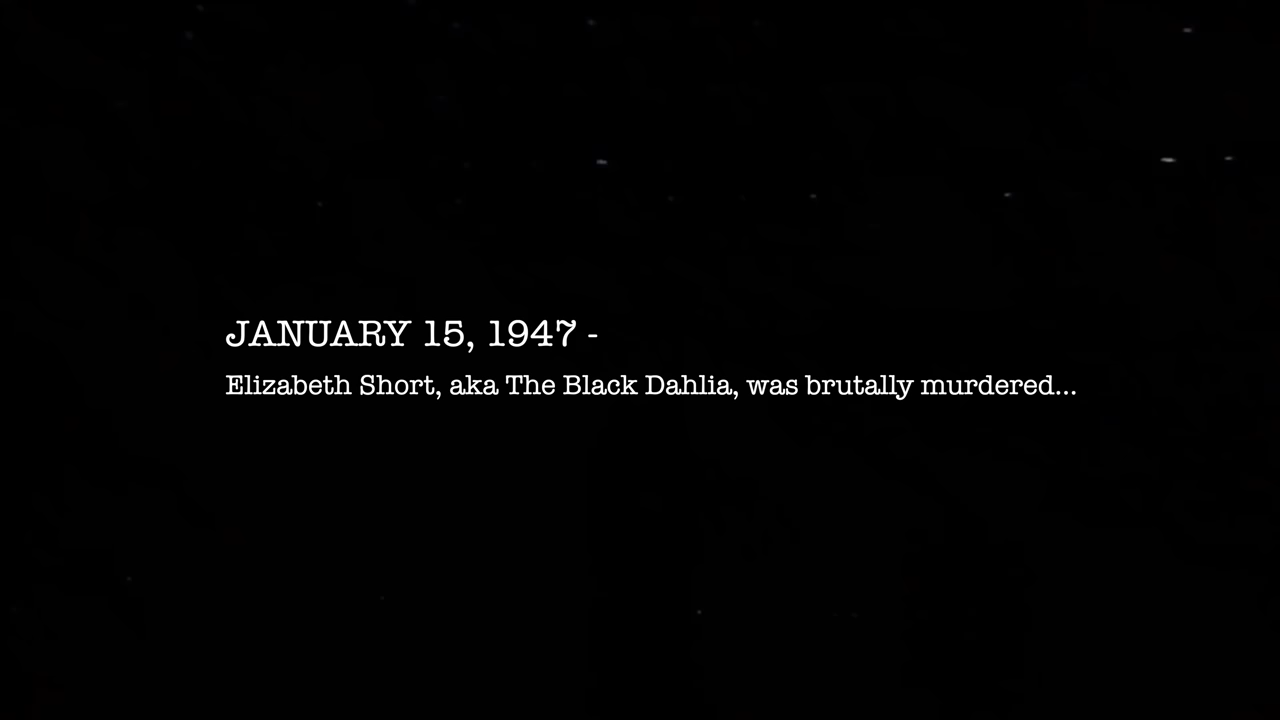 JANUARY 15, 1947 -
Elizabeth Short, aka The Black Dahlia, was brutally murdered...